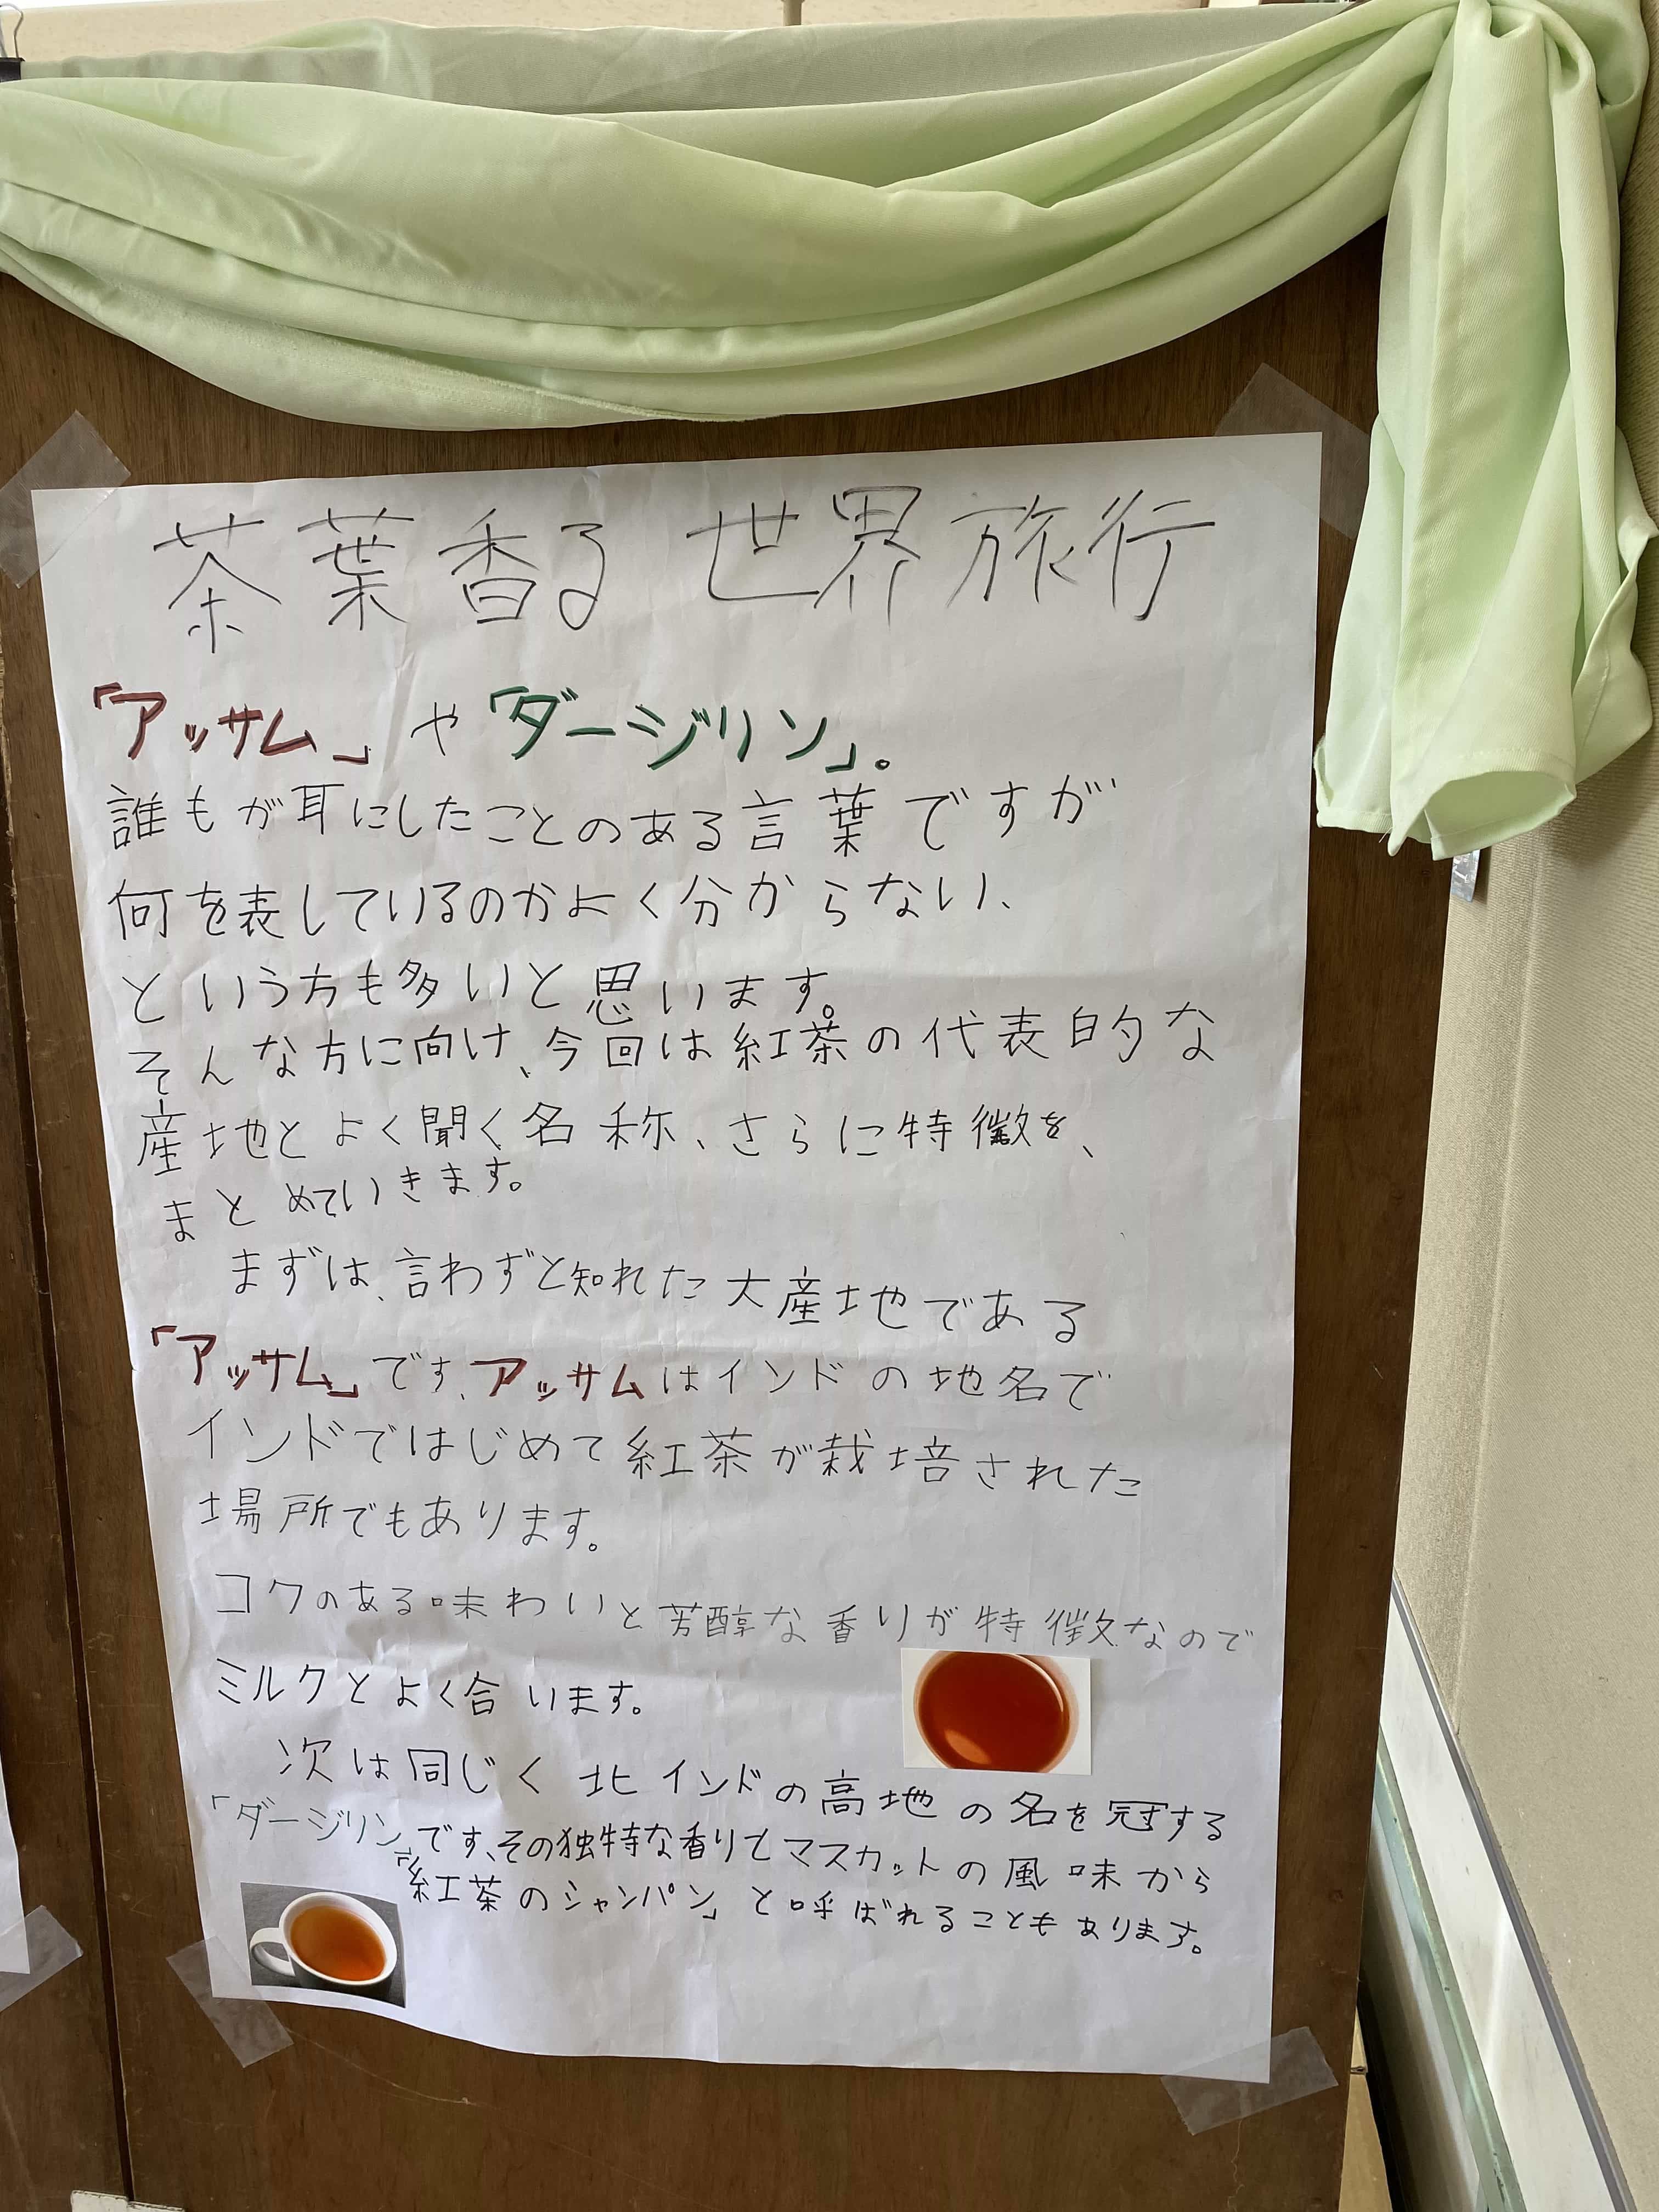 茶葉香る 世界旅行
「アッサム」や「ダージリン」。
誰もが耳にしたことのある言葉ですが
何を表しているのかよく分からない、
という方も多いと思います。
そんな方に向け、今回は紅茶の代表的な
産地とよく聞く名称、さらに特徴を、
まとめていきます。
まずは、言わずと知れた大産地である
「アッサム」です、アッサムはインドの地名で
インドではじめて紅茶が栽培された
場所でもあります。
コクのある味わいと芳醇な香りが特徴なので
ミルクとよく合います。
次は同じく北インドの高地の名を冠する
「ダージリン」です、その独特な香りとマスカットの風味から
「紅茶のシャンパン」と呼ばれることもあります。